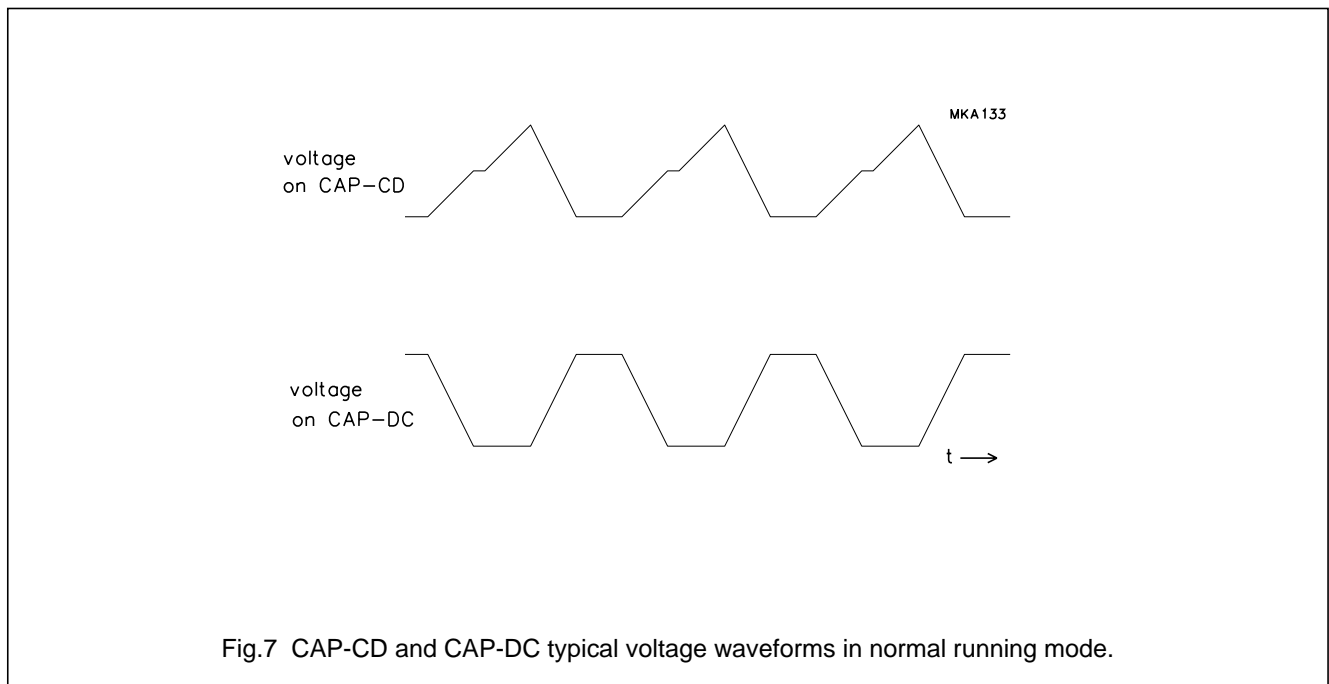 MKA133
voltage
on CAP-CD
voltage
on CAP-DC
t
Fig.7 CAP-CD and CAP-DC typical voltage waveforms in normal running mode.